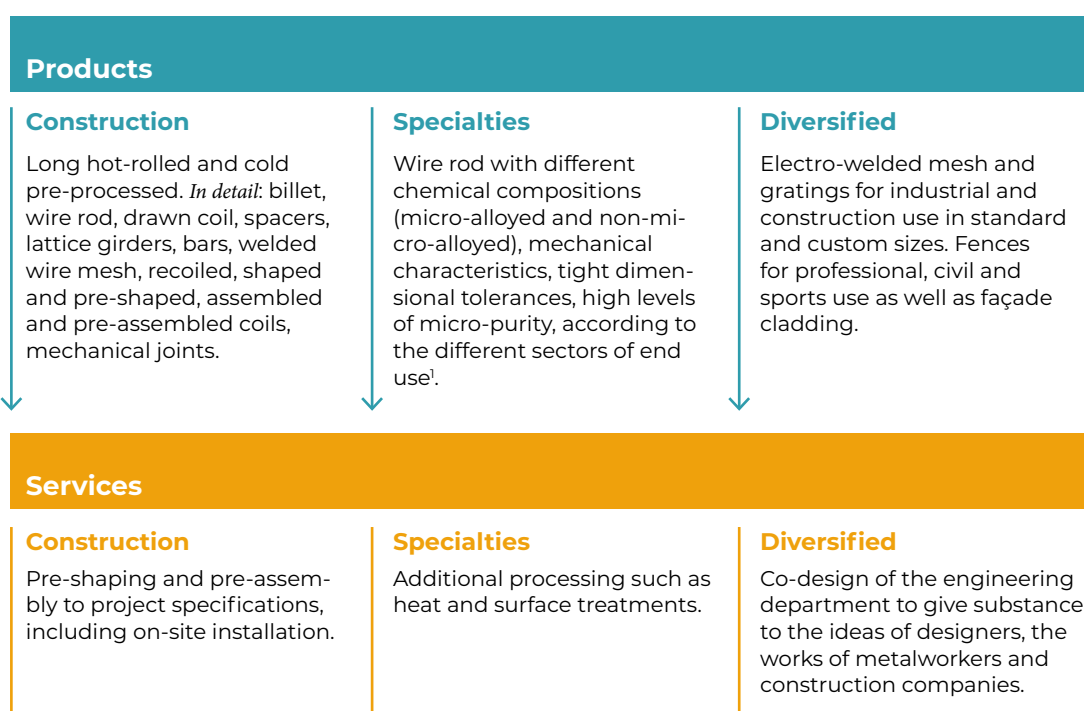 Products
Construction
Long hot-rolled and cold
pre-processed. In detail: billet,
wire rod, drawn coil, spacers,
lattice girders, bars, welded
wire mesh, recoiled, shaped
and pre-shaped, assembled
and pre-assembled coils,
mechanical joints.
Specialties
Wire rod with different
chemical compositions
(micro-alloyed and non-mi-
cro-alloyed), mechanical
characteristics, tight dimen-
sional tolerances, high levels
of micro-purity, according to
the different sectors of end
use¹.
Diversified
Electro-welded mesh and
gratings for industrial and
construction use in standard
and custom sizes. Fences
for professional, civil and
sports use as well as façade
cladding.
Services
Construction
Pre-shaping and pre-assem-
bly to project specifications,
including on-site installation.
Specialties
Additional processing such as
heat and surface treatments.
Diversified
Co-design of the engineering
department to give substance
to the ideas of designers, the
works of metalworkers and
construction companies.